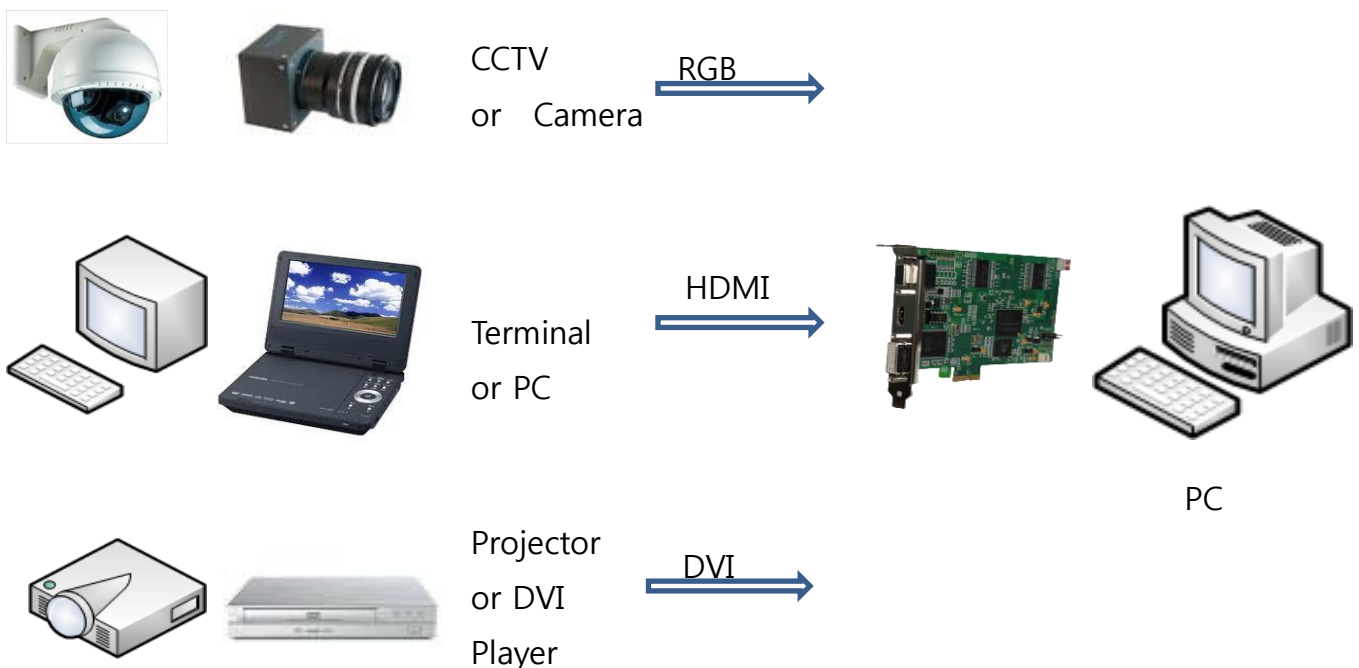 CCTV
or Camera
RGB
Terminal
or PC
HDMI
PC
Projector
or DVI
Player
DVI